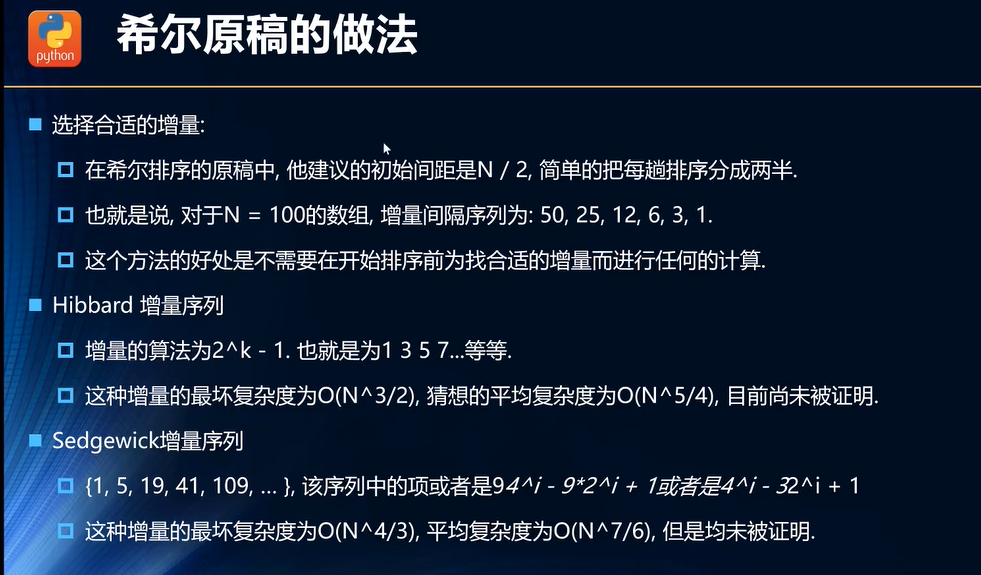 python
希尔原稿的做法
选择合适的增量:
在希尔排序的原稿中, 他建议的初始间距是N / 2, 简单的把每趟排序分成两半.
也就是说, 对于N = 100的数组, 增量间隔序列为: 50, 25, 12, 6, 3, 1.
这个方法的好处是不需要在开始排序前为找合适的增量而进行任何的计算.
Hibbard 增量序列
增量的算法为2^k - 1. 也就是为1 3 5 7...等等.
这种增量的最坏复杂度为O(N^3/2), 猜想的平均复杂度为O(N^5/4), 目前尚未被证明.
Sedgewick增量序列
{1, 5, 19, 41, 109, ... }, 该序列中的项或者是94^i - 9*2^i + 1或者是4^i - 32^i + 1
这种增量的最坏复杂度为O(N^4/3), 平均复杂度为O(N^7/6), 但是均未被证明.